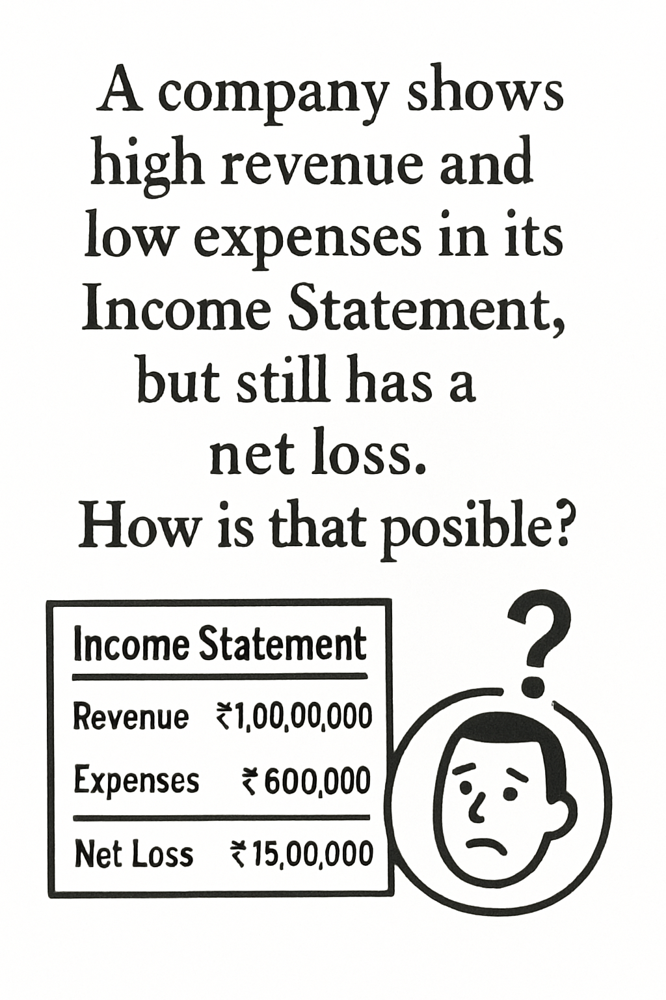 A company shows
high revenue and
low expenses in its
Income Statement,
but still has a
net loss.
How is that posible?
?
Income Statement
Revenue ₹1,00,00,000
Expenses ₹600,000
Net Loss ₹15,00,000